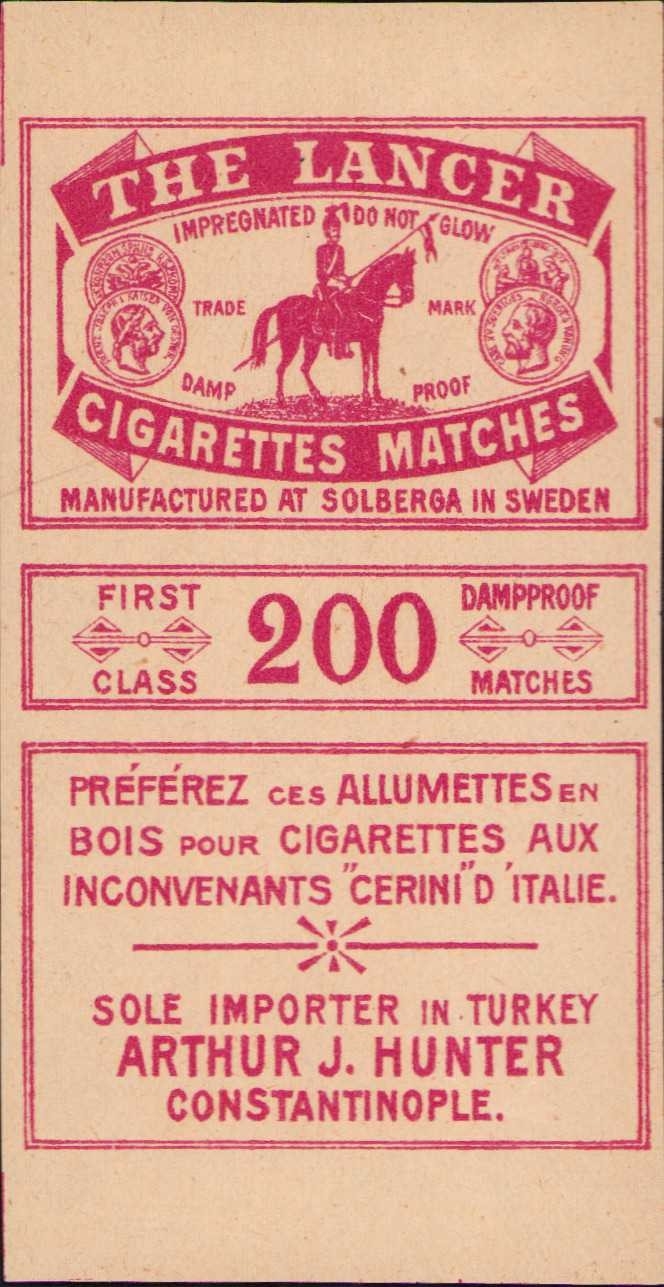 THE LANCER
IMPREGNATED DO NOT GLOW
TRADE MARK
DAMP PROOF
CIGARETTES MATCHES
MANUFACTURED AT SOLBERGA IN SWEDEN
FIRST CLASS
200
DAMPPROOF MATCHES
PRÉFÉREZ CES ALLUMETTES EN
BOIS POUR CIGARETTES AUX
INCONVENANTS "CERINI" D'ITALIE.
SOLE IMPORTER IN TURKEY
ARTHUR J. HUNTER
CONSTANTINOPLE.